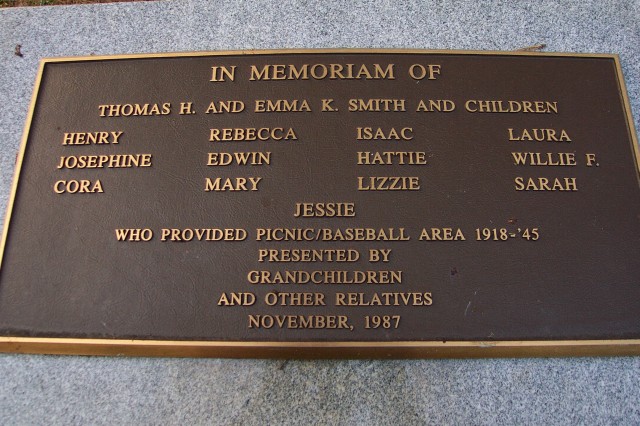 IN MEMORIAM OF
THOMAS H. AND EMMA K. SMITH AND CHILDREN
HENRY REBECCA ISAAC LAURA
JOSEPHINE EDWIN HATTIE WILLIE F.
CORA MARY LIZZIE SARAH
JESSIE
WHO PROVIDED PICNIC/BASEBALL AREA 1918-'45
PRESENTED BY
GRANDCHILDREN
AND OTHER RELATIVES
NOVEMBER, 1987